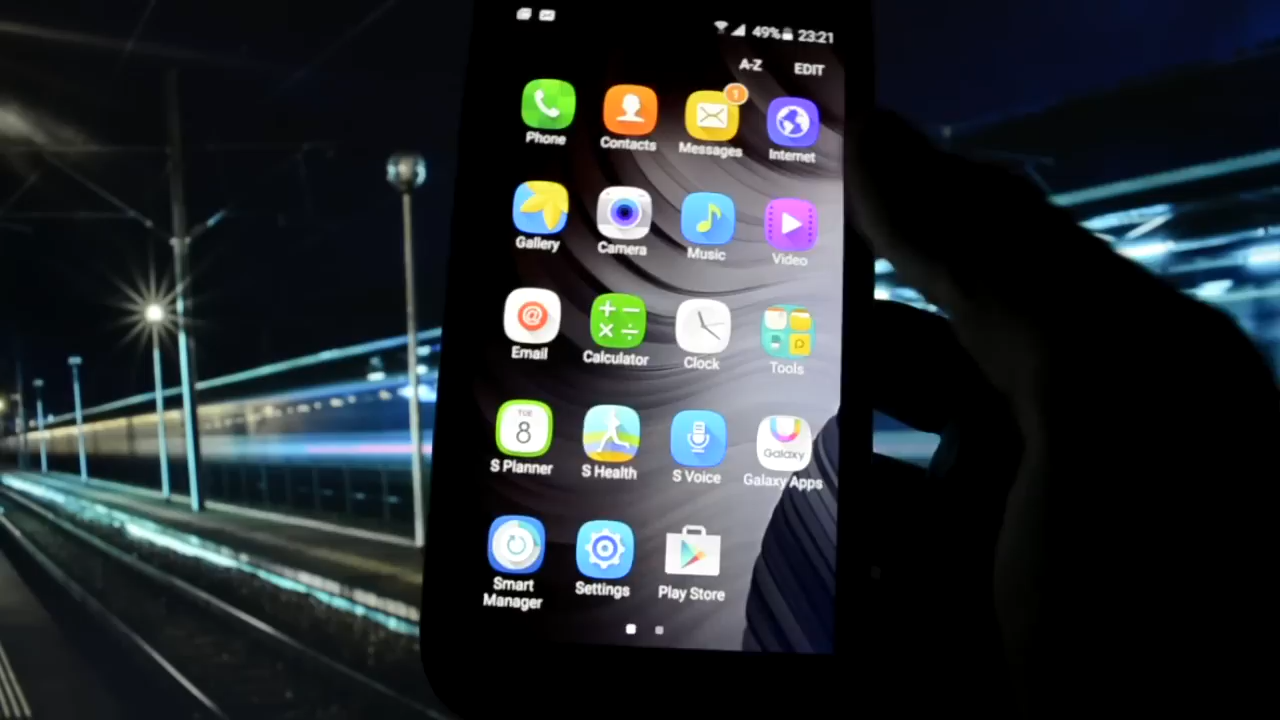 49% 23:21
A-Z EDIT
1
Phone Contacts Messages Internet
Gallery Camera Music Video
@
Email Calculator Clock Tools
TUE
8
Galaxy
S Planner S Health S Voice Galaxy Apps
Smart
Manager Settings Play Store